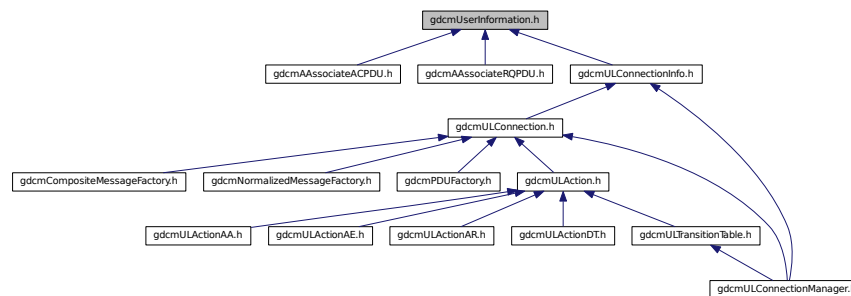 gdcmUserInformation.h
gdcmAAssociateACPDU.h
gdcmAAssociateRQPDU.h
gdcmULConnectionInfo.h
gdcmULConnection.h
gdcmCompositeMessageFactory.h
gdcmNormalizedMessageFactory.h
gdcmPDUFactory.h
gdcmULAction.h
gdcmULActionAA.h
gdcmULActionAE.h
gdcmULActionAR.h
gdcmULActionDT.h
gdcmULTransitionTable.h
gdcmULConnectionManager.